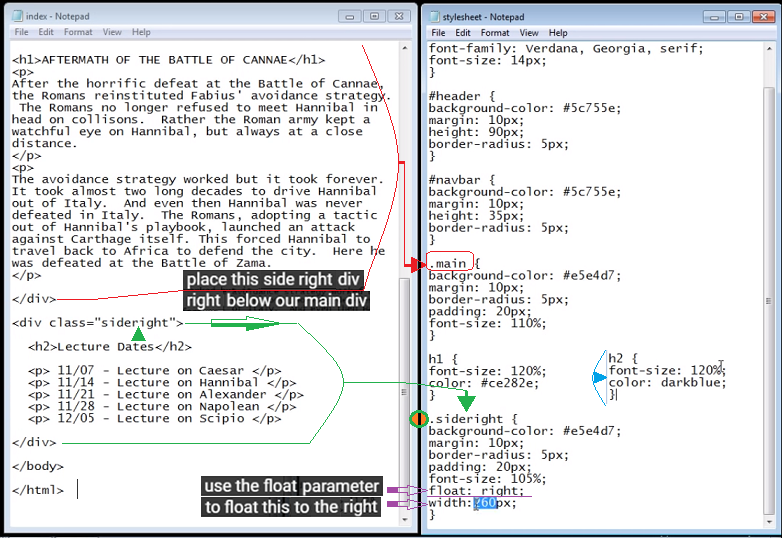 index - Notepad
File Edit Format View Help
<h1>AFTERMATH OF THE BATTLE OF CANNAE</h1>
<p>
After the horrific defeat at the Battle of Cannae,
the Romans reinstituted Fabius' avoidance strategy.
The Romans no longer refused to meet Hannibal in
head on collisons. Rather the Roman army kept a
watchful eye on Hannibal, but always at a close
distance.
</p>
<p>
The avoidance strategy worked but it took forever.
It took almost two long decades to drive Hannibal
out of Italy. And even then Hannibal was never
defeated in Italy. The Romans, adopting a tactic
out of Hannibal's playbook, launched an attack
against Carthage itself. This forced Hannibal to
travel back to Africa to defend the city. Here he
was defeated at the Battle of Zama.
</p>
place this side right div
right below our main div
</div>
<div class="sideright">
<h2>Lecture Dates</h2>
<p> 11/07 - Lecture on Caesar </p>
<p> 11/14 - Lecture on Hannibal </p>
<p> 11/21 - Lecture on Alexander </p>
<p> 11/28 - Lecture on Napolean </p>
<p> 12/05 - Lecture on Scipio </p>
</div>
</body>
</html>
use the float parameter
to float this to the right
stylesheet - Notepad
File Edit Format View Help
font-family: Verdana, Georgia, serif;
font-size: 14px;
}
#header {
background-color: #5c755e;
margin: 10px;
height: 90px;
border-radius: 5px;
}
#navbar {
background-color: #5c755e;
margin: 10px;
height: 35px;
border-radius: 5px;
}
.main {
background-color: #e5e4d7;
margin: 10px;
border-radius: 5px;
padding: 20px;
font-size: 110%;
}
h1 {
font-size: 120%;
color: #ce282e;
}
h2 {
font-size: 120%;
color: darkblue;
}
.sideright {
background-color: #e5e4d7;
margin: 10px;
border-radius: 5px;
padding: 20px;
font-size: 105%;
float: right;
width: 760px;
}